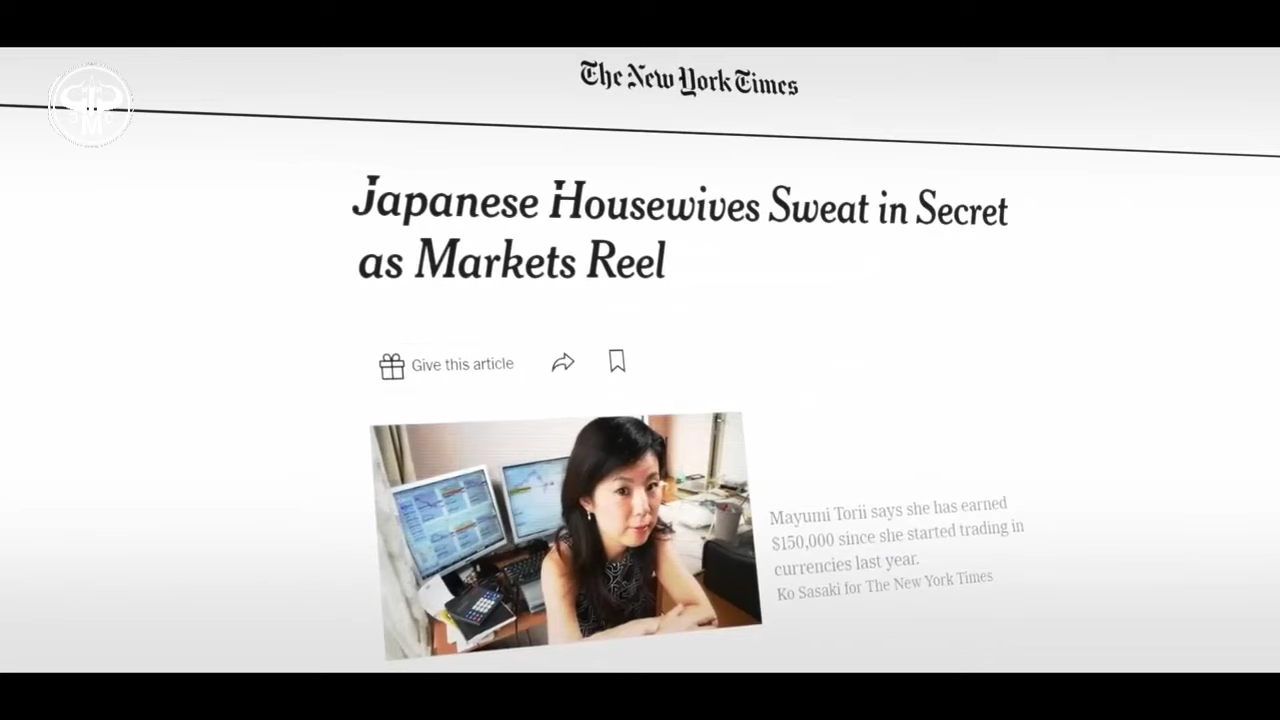 The New York Times
M
Japanese Housewives Sweat in Secret
as Markets Reel
Give this article
Mayumi Torii says she has earned
$150,000 since she started trading in
currencies last year.
Ko Sasaki for The New York Times